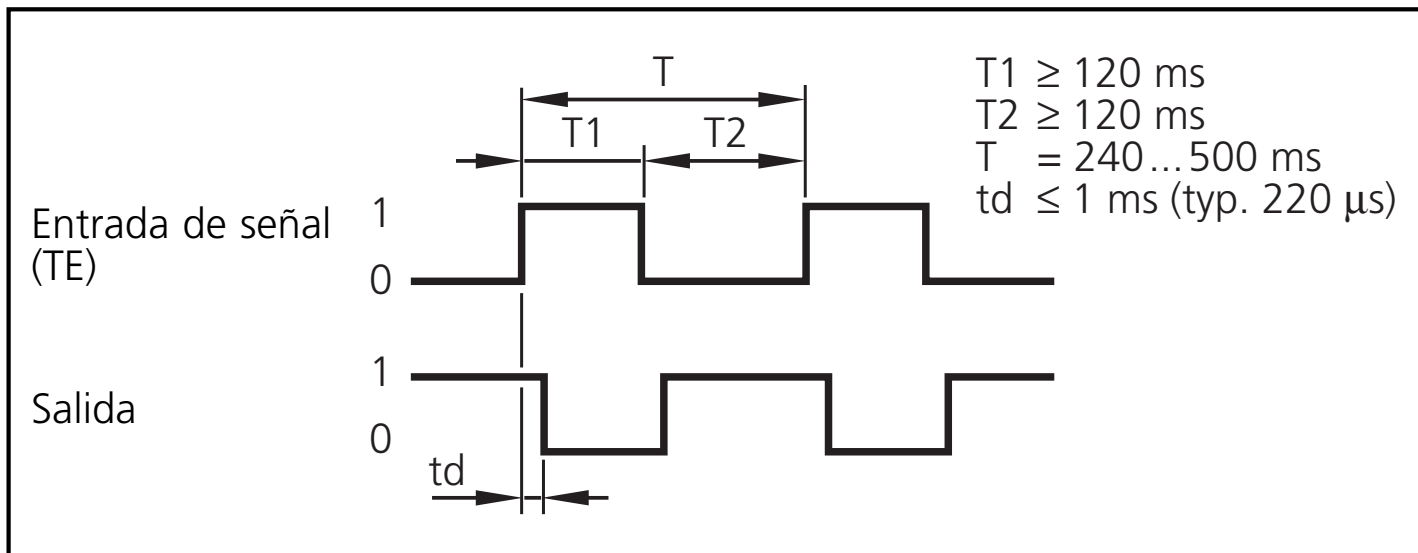 T
T1
T2
T1 ≥ 120 ms
T2 ≥ 120 ms
T = 240...500 ms
td ≤ 1 ms (typ. 220 µs)
Entrada de señal
(TE)
1
0
Salida
1
0
td